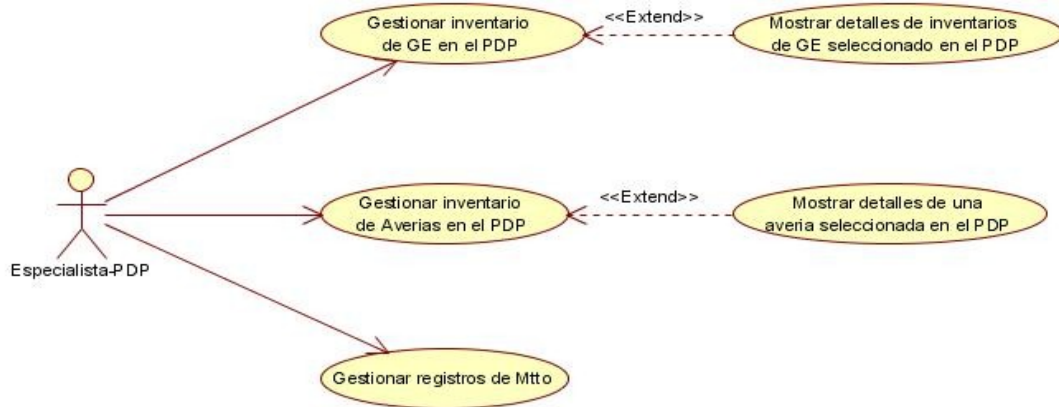 Gestionar inventario
de GE en el PDP
<<Extend>>
Mostrar detalles de inventarios
de GE seleccionado en el PDP
Especialista-PDP
Gestionar inventario
de Averias en el PDP
<<Extend>>
Mostrar detalles de una
averia seleccionada en el PDP
Gestionar registros de Mtto